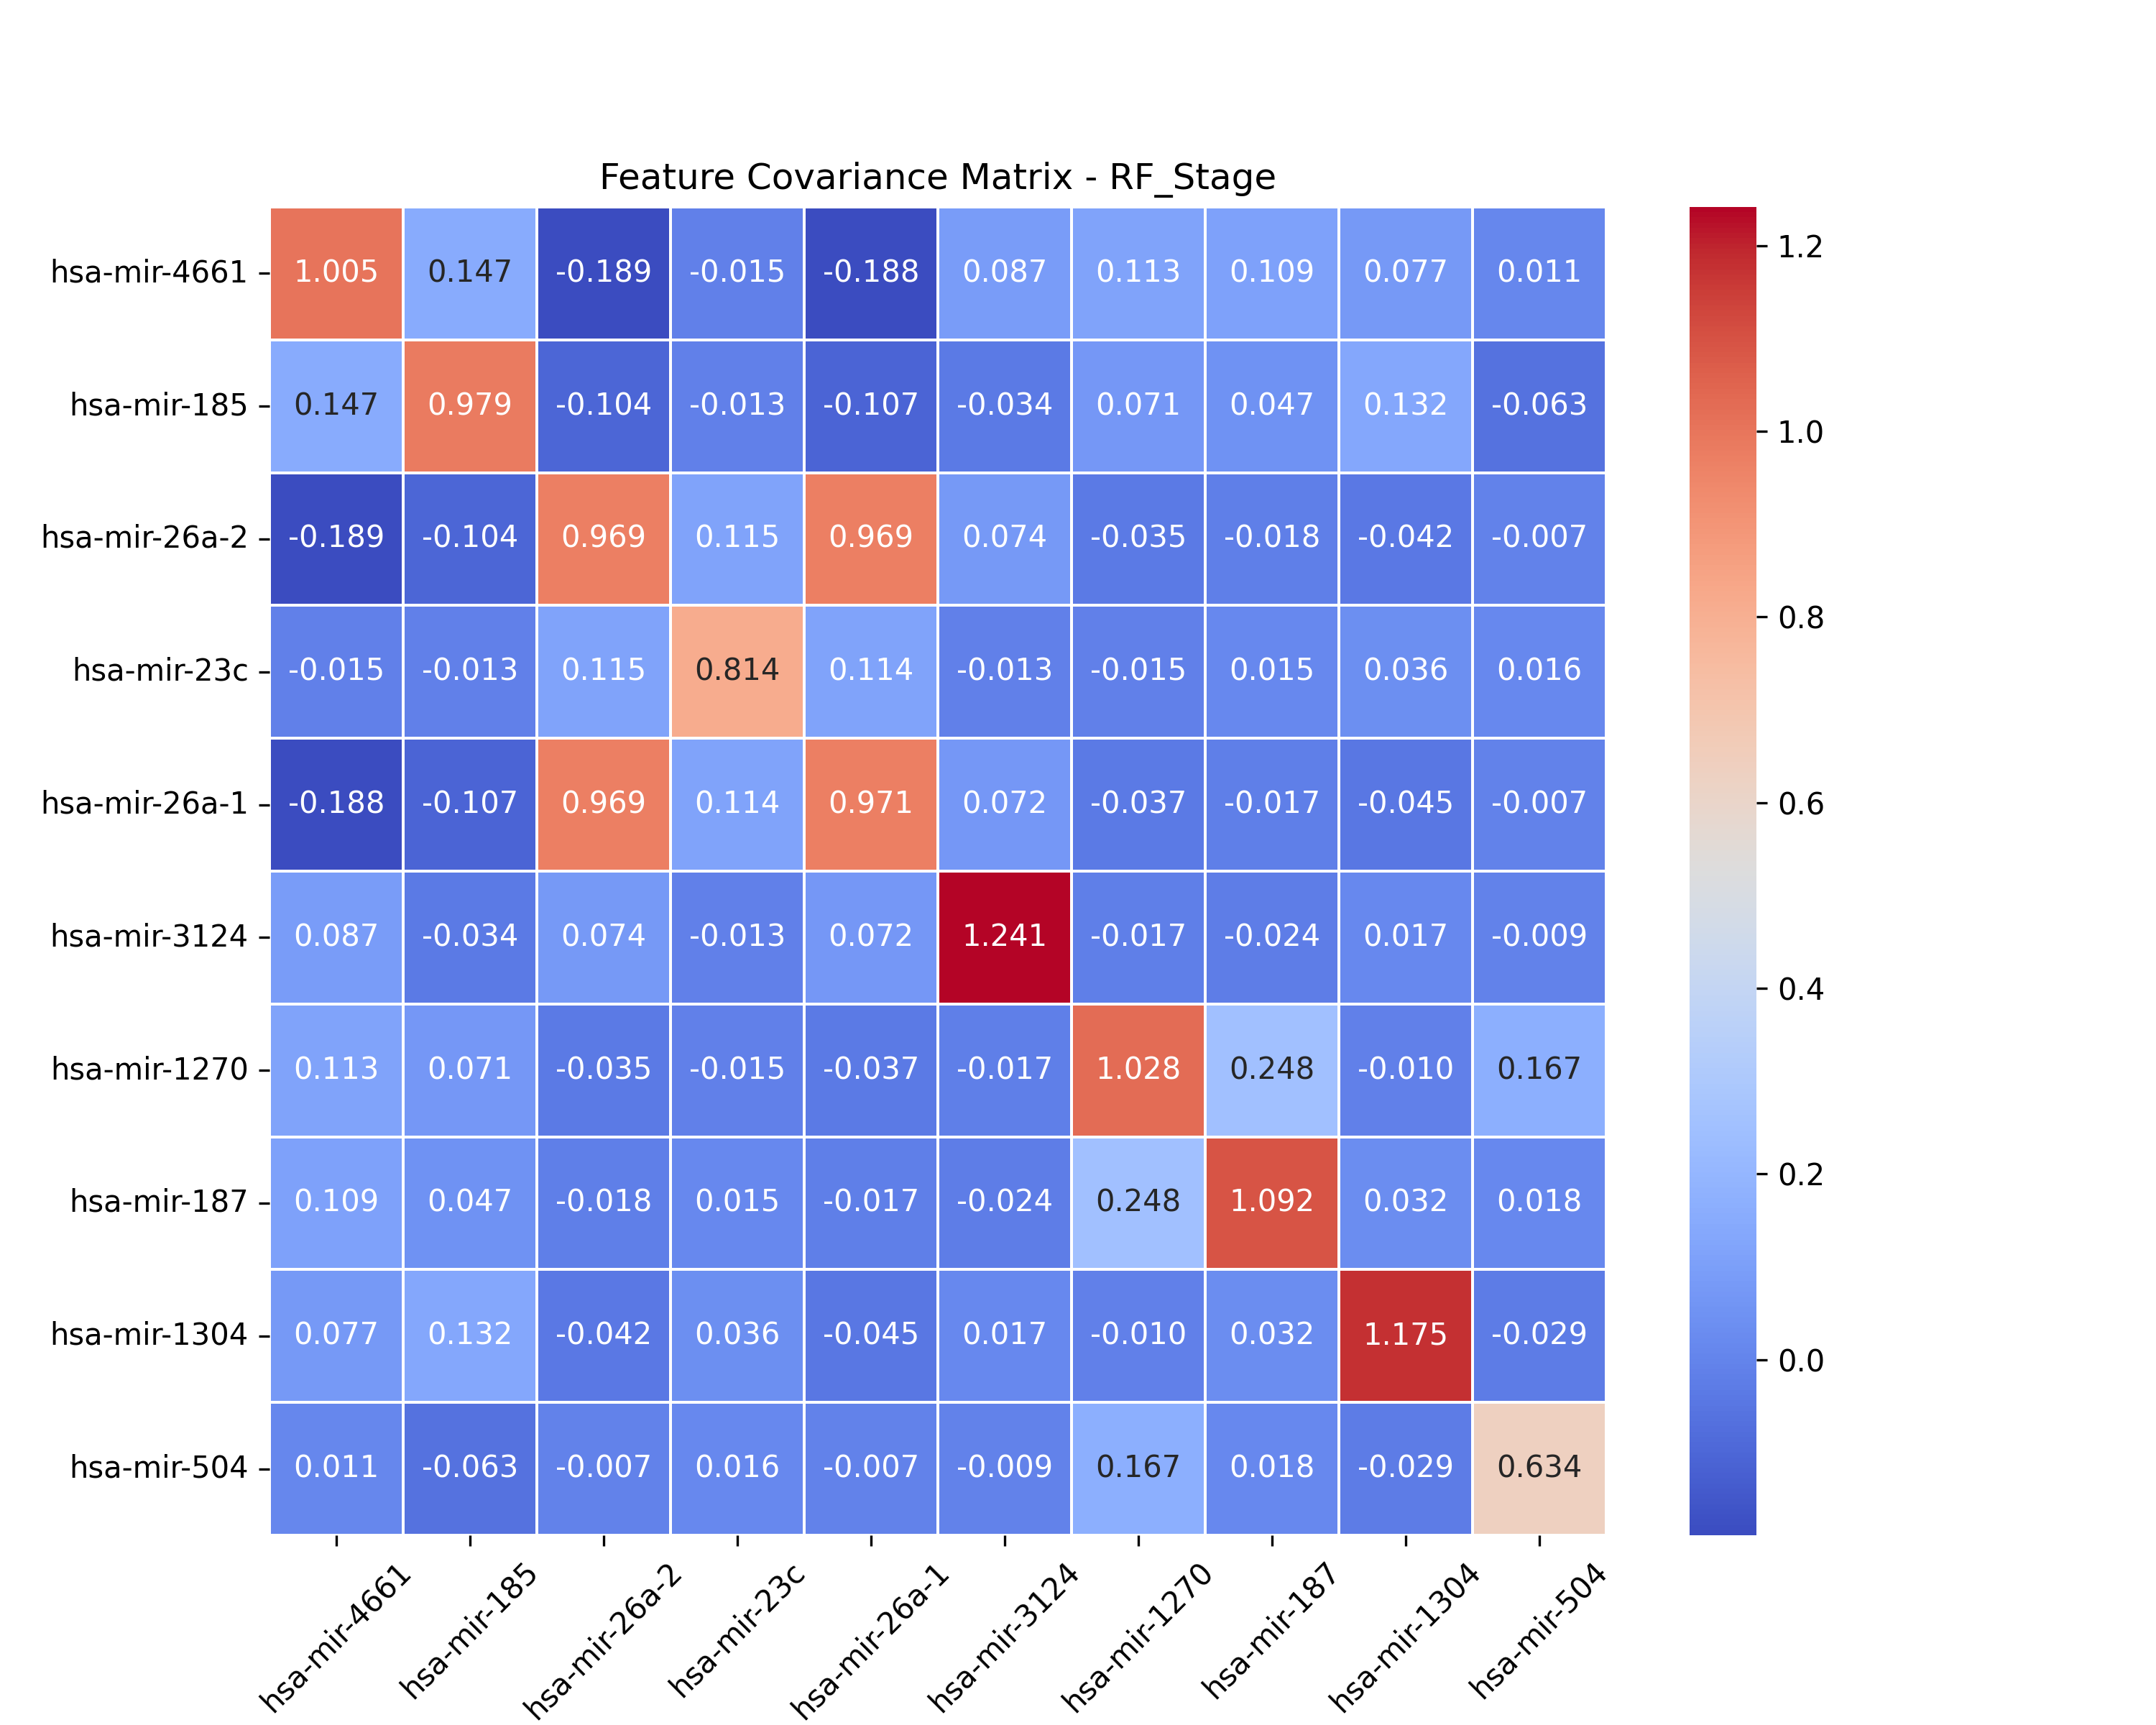 Feature Covariance Matrix - RF_Stage
hsa-mir-4661 1.005 0.147 -0.189 -0.015 -0.188 0.087 0.113 0.109 0.077 0.011
hsa-mir-185 0.147 0.979 -0.104 -0.013 -0.107 -0.034 0.071 0.047 0.132 -0.063
hsa-mir-26a-2 -0.189 -0.104 0.969 0.115 0.969 0.074 -0.035 -0.018 -0.042 -0.007
hsa-mir-23c -0.015 -0.013 0.115 0.814 0.114 -0.013 -0.015 0.015 0.036 0.016
hsa-mir-26a-1 -0.188 -0.107 0.969 0.114 0.971 0.072 -0.037 -0.017 -0.045 -0.007
hsa-mir-3124 0.087 -0.034 0.074 -0.013 0.072 1.241 -0.017 -0.024 0.017 -0.009
hsa-mir-1270 0.113 0.071 -0.035 -0.015 -0.037 -0.017 1.028 0.248 -0.010 0.167
hsa-mir-187 0.109 0.047 -0.018 0.015 -0.017 -0.024 0.248 1.092 0.032 0.018
hsa-mir-1304 0.077 0.132 -0.042 0.036 -0.045 0.017 -0.010 0.032 1.175 -0.029
hsa-mir-504 0.011 -0.063 -0.007 0.016 -0.007 -0.009 0.167 0.018 -0.029 0.634
hsa-mir-4661 hsa-mir-185 hsa-mir-26a-2 hsa-mir-23c hsa-mir-26a-1 hsa-mir-3124 hsa-mir-1270 hsa-mir-187 hsa-mir-1304 hsa-mir-504
1.2
1.0
0.8
0.6
0.4
0.2
0.0